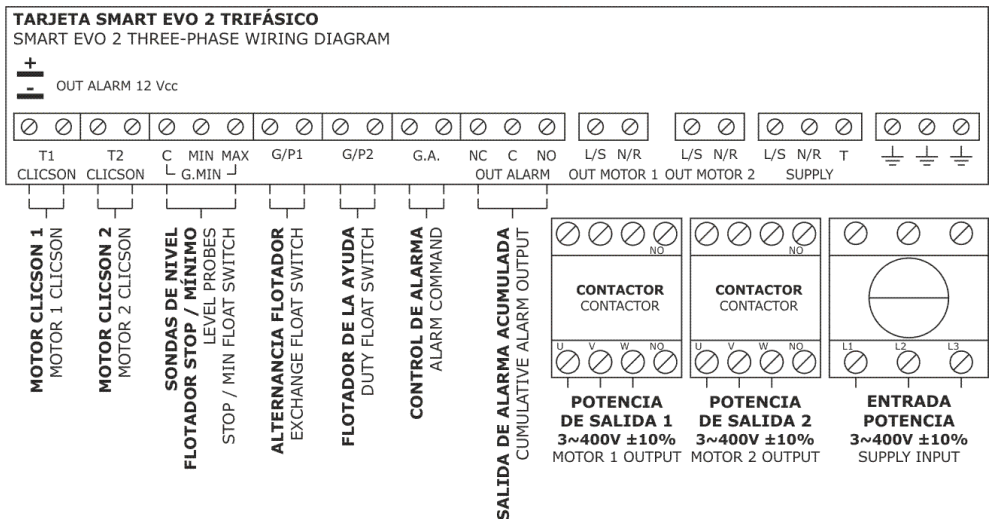 TARJETA SMART EVO 2 TRIFÁSICO
SMART EVO 2 THREE-PHASE WIRING DIAGRAM
+
-
OUT ALARM 12 Vcc
T1
T2
C MIN MAX
G/P1
G/P2
G.A.
NC C NO
L/S N/R
L/S N/R
L/S N/R T
CLICSON
CLICSON
G.MIN
OUT ALARM
OUT MOTOR 1
OUT MOTOR 2
SUPPLY
MOTOR CLICSON 1
MOTOR 1 CLICSON
MOTOR CLICSON 2
MOTOR 2 CLICSON
SONDAS DE NIVEL
FLOTADOR STOP / MÍNIMO
LEVEL PROBES
STOP / MIN FLOAT SWITCH
ALTERNANCIA FLOTADOR
EXCHANGE FLOAT SWITCH
FLOTADOR DE LA AYUDA
DUTY FLOAT SWITCH
CONTROL DE ALARMA
ALARM COMMAND
SALIDA DE ALARMA ACUMULADA
CUMULATIVE ALARM OUTPUT
NO
CONTACTOR
CONTACTOR
U V W NO
POTENCIA
DE SALIDA 1
3~400V ±10%
MOTOR 1 OUTPUT
NO
CONTACTOR
CONTACTOR
U V W NO
POTENCIA
DE SALIDA 2
3~400V ±10%
MOTOR 2 OUTPUT
L1 L2 L3
ENTRADA
POTENCIA
3~400V ±10%
SUPPLY INPUT